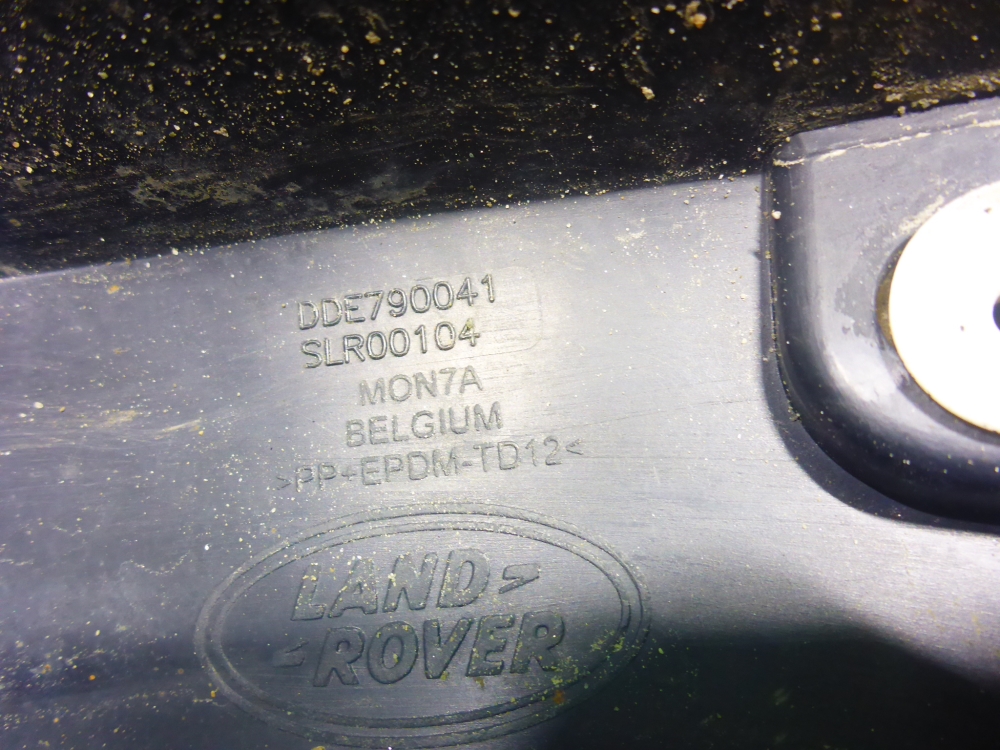 DDE790041
SLR00104
MON7A
BELGIUM
>PP+EPDM-TD12<
LAND
ROVER